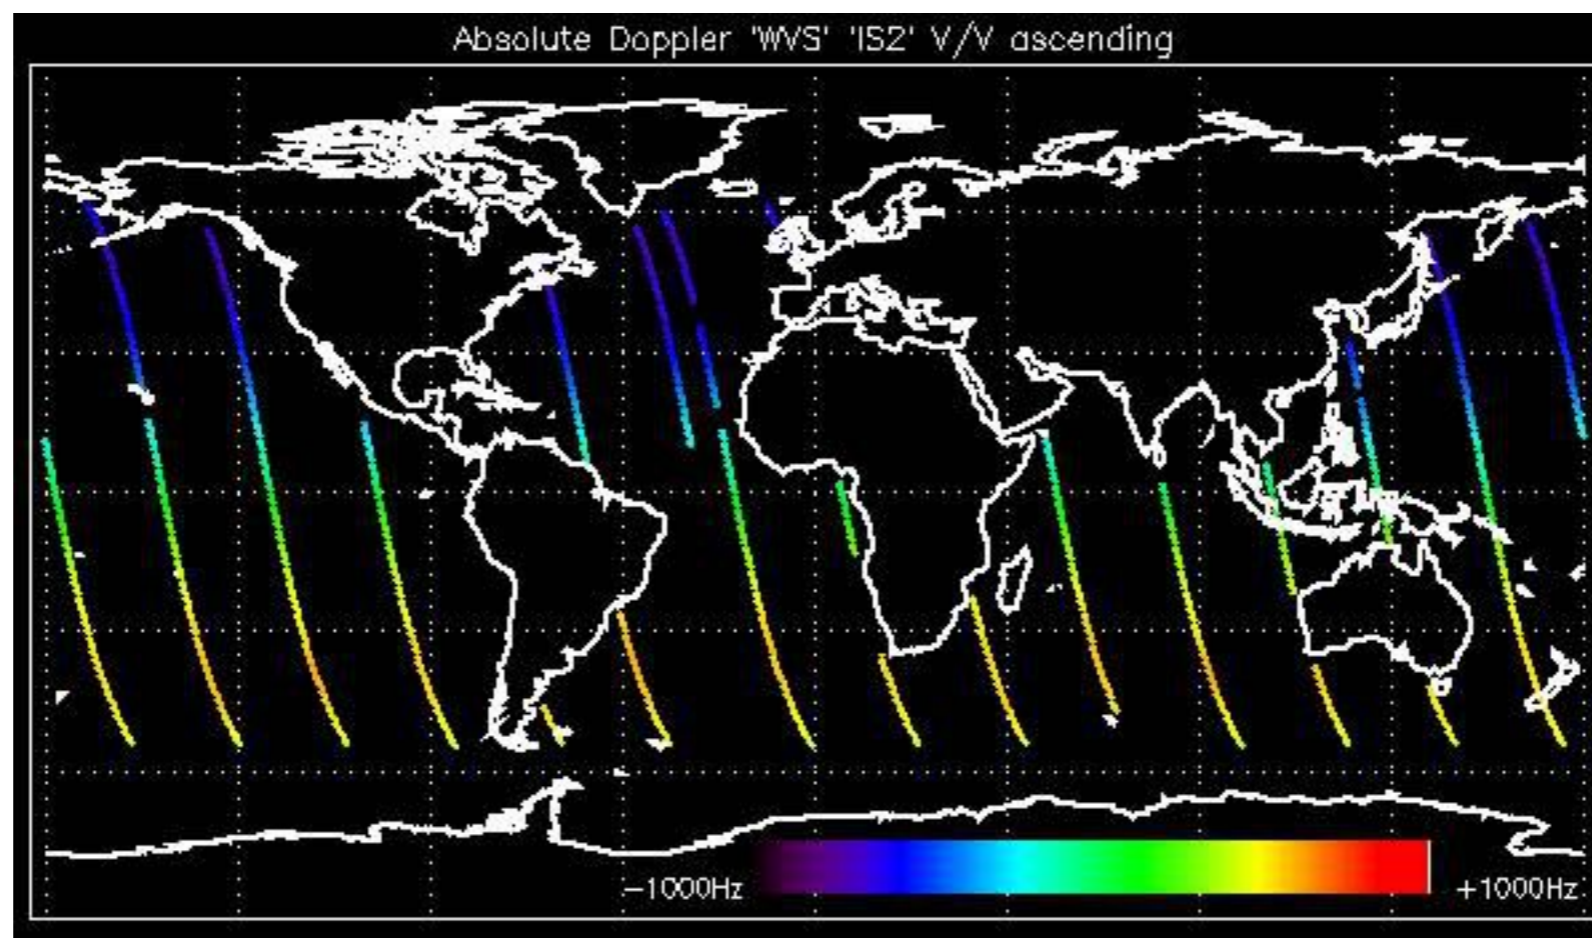 Absolute Doppler 'WVS' 'IS2' V/V ascending
-1000Hz +1000Hz